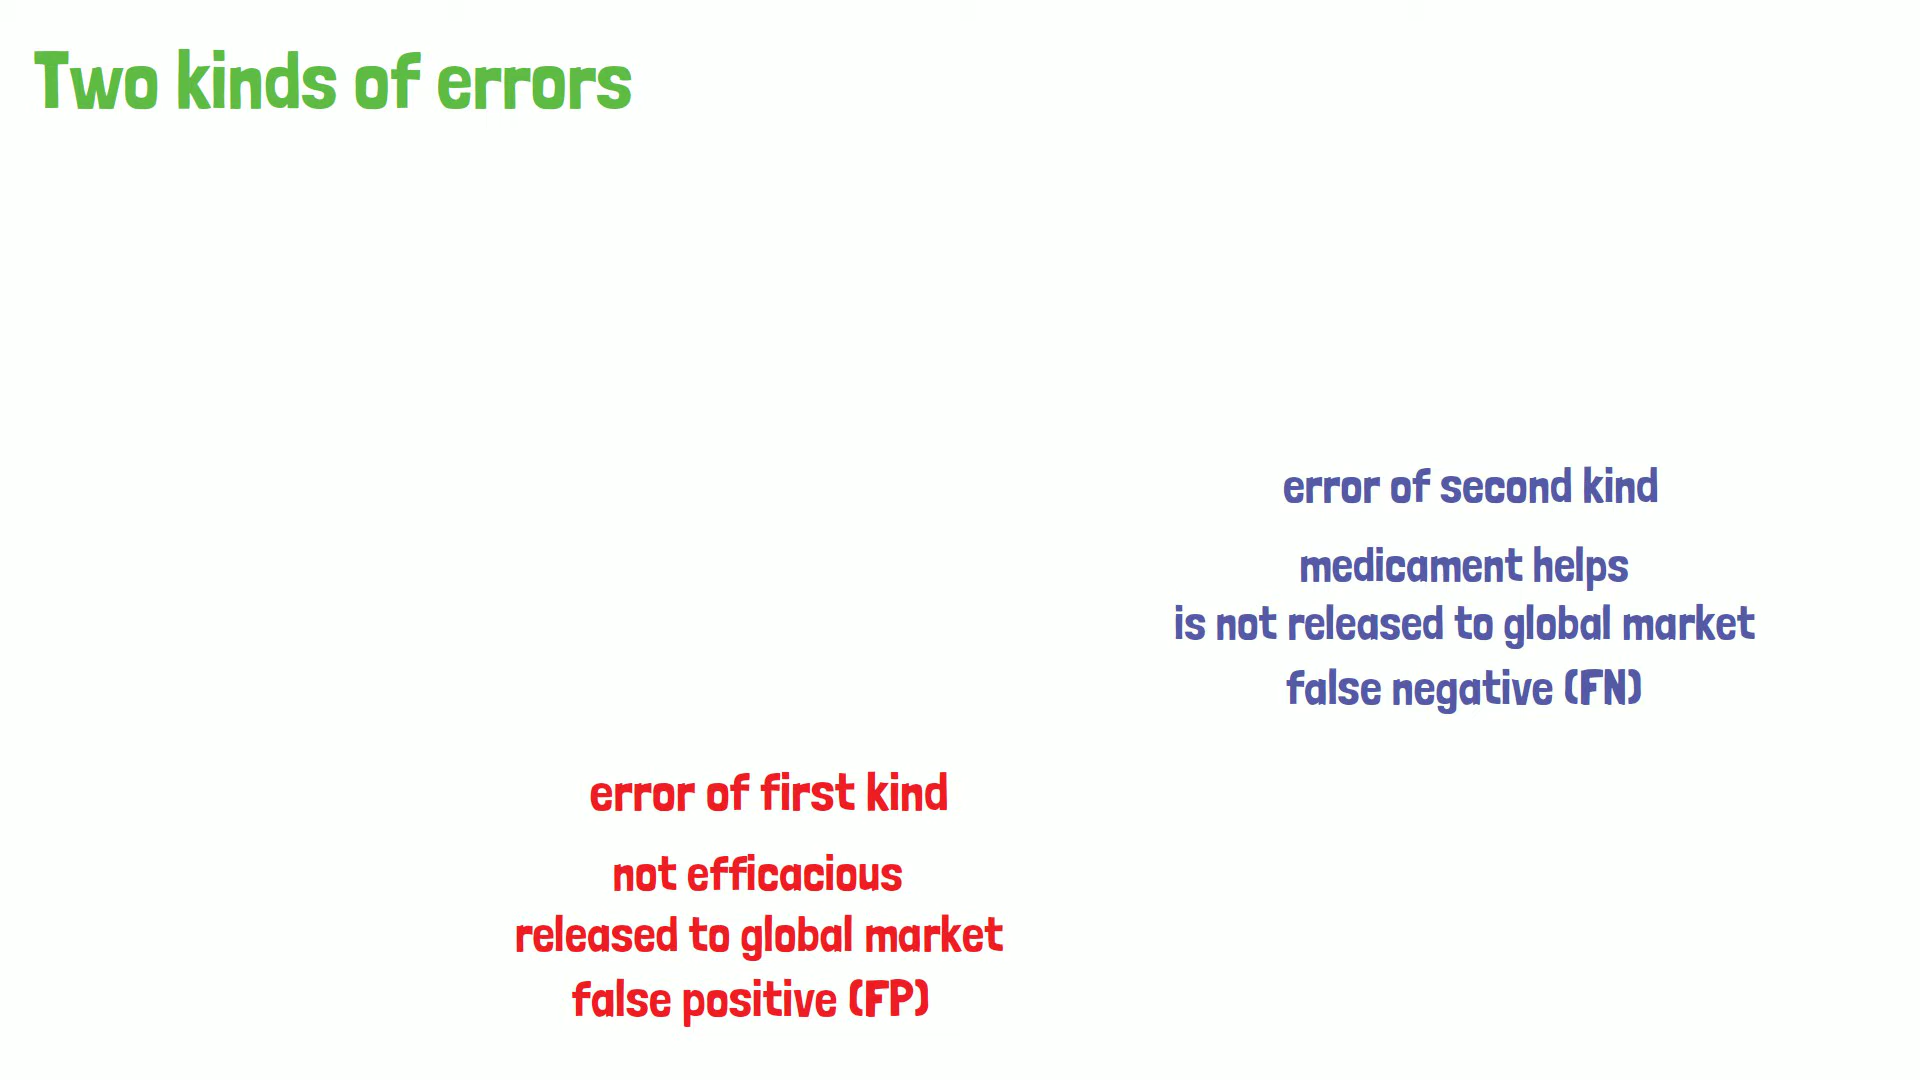 Two kinds of errors
error of second kind
medicament helps
is not released to global market
false negative (FN)
error of first kind
not efficacious
released to global market
false positive (FP)